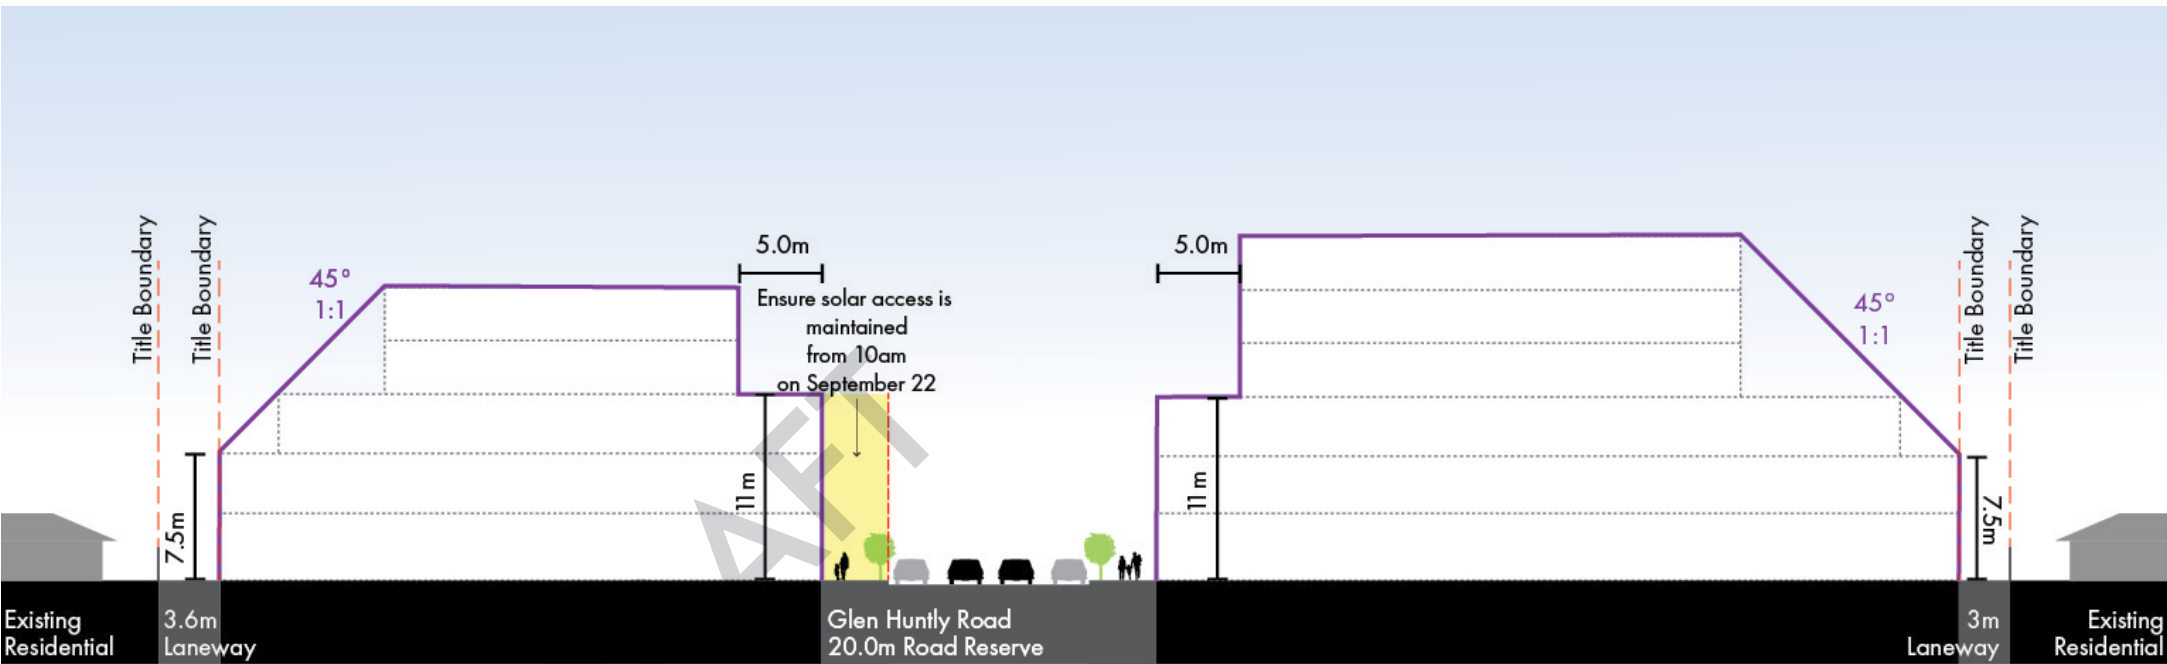 Title Boundary
Title Boundary
45°
1:1
7.5m
5.0m
Ensure solar access is
maintained
from 10am
on September 22
11 m
AFT
5.0m
11 m
45°
1:1
Title Boundary
Title Boundary
7.5m
Existing
Residential
3.6m
Laneway
Glen Huntly Road
20.0m Road Reserve
3m
Laneway
Existing
Residential